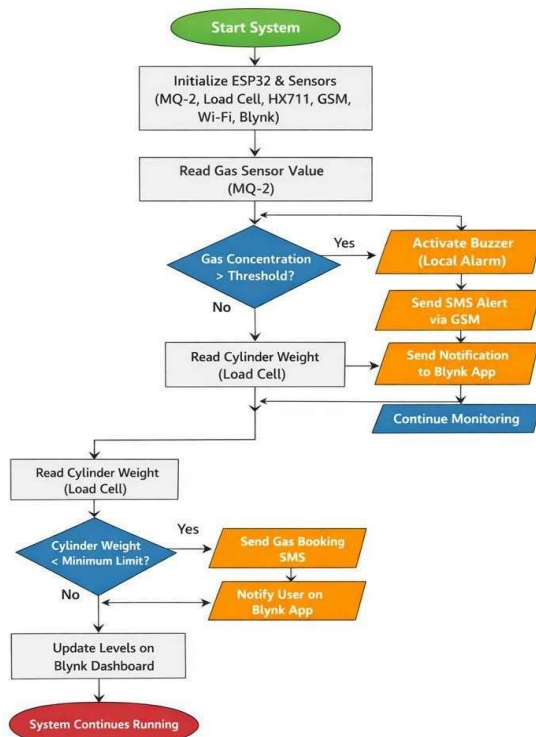 Start System
Initialize ESP32 & Sensors
(MQ-2, Load Cell, HX711, GSM,
Wi-Fi, Blynk)
Read Gas Sensor Value
(MQ-2)
Gas Concentration
> Threshold?
Yes
Activate Buzzer
(Local Alarm)
No
Send SMS Alert
via GSM
Read Cylinder Weight
(Load Cell)
Send Notification
to Blynk App
Continue Monitoring
Read Cylinder Weight
(Load Cell)
Cylinder Weight
< Minimum Limit?
Yes
Send Gas Booking
SMS
No
Notify User on
Blynk App
Update Levels on
Blynk Dashboard
System Continues Running